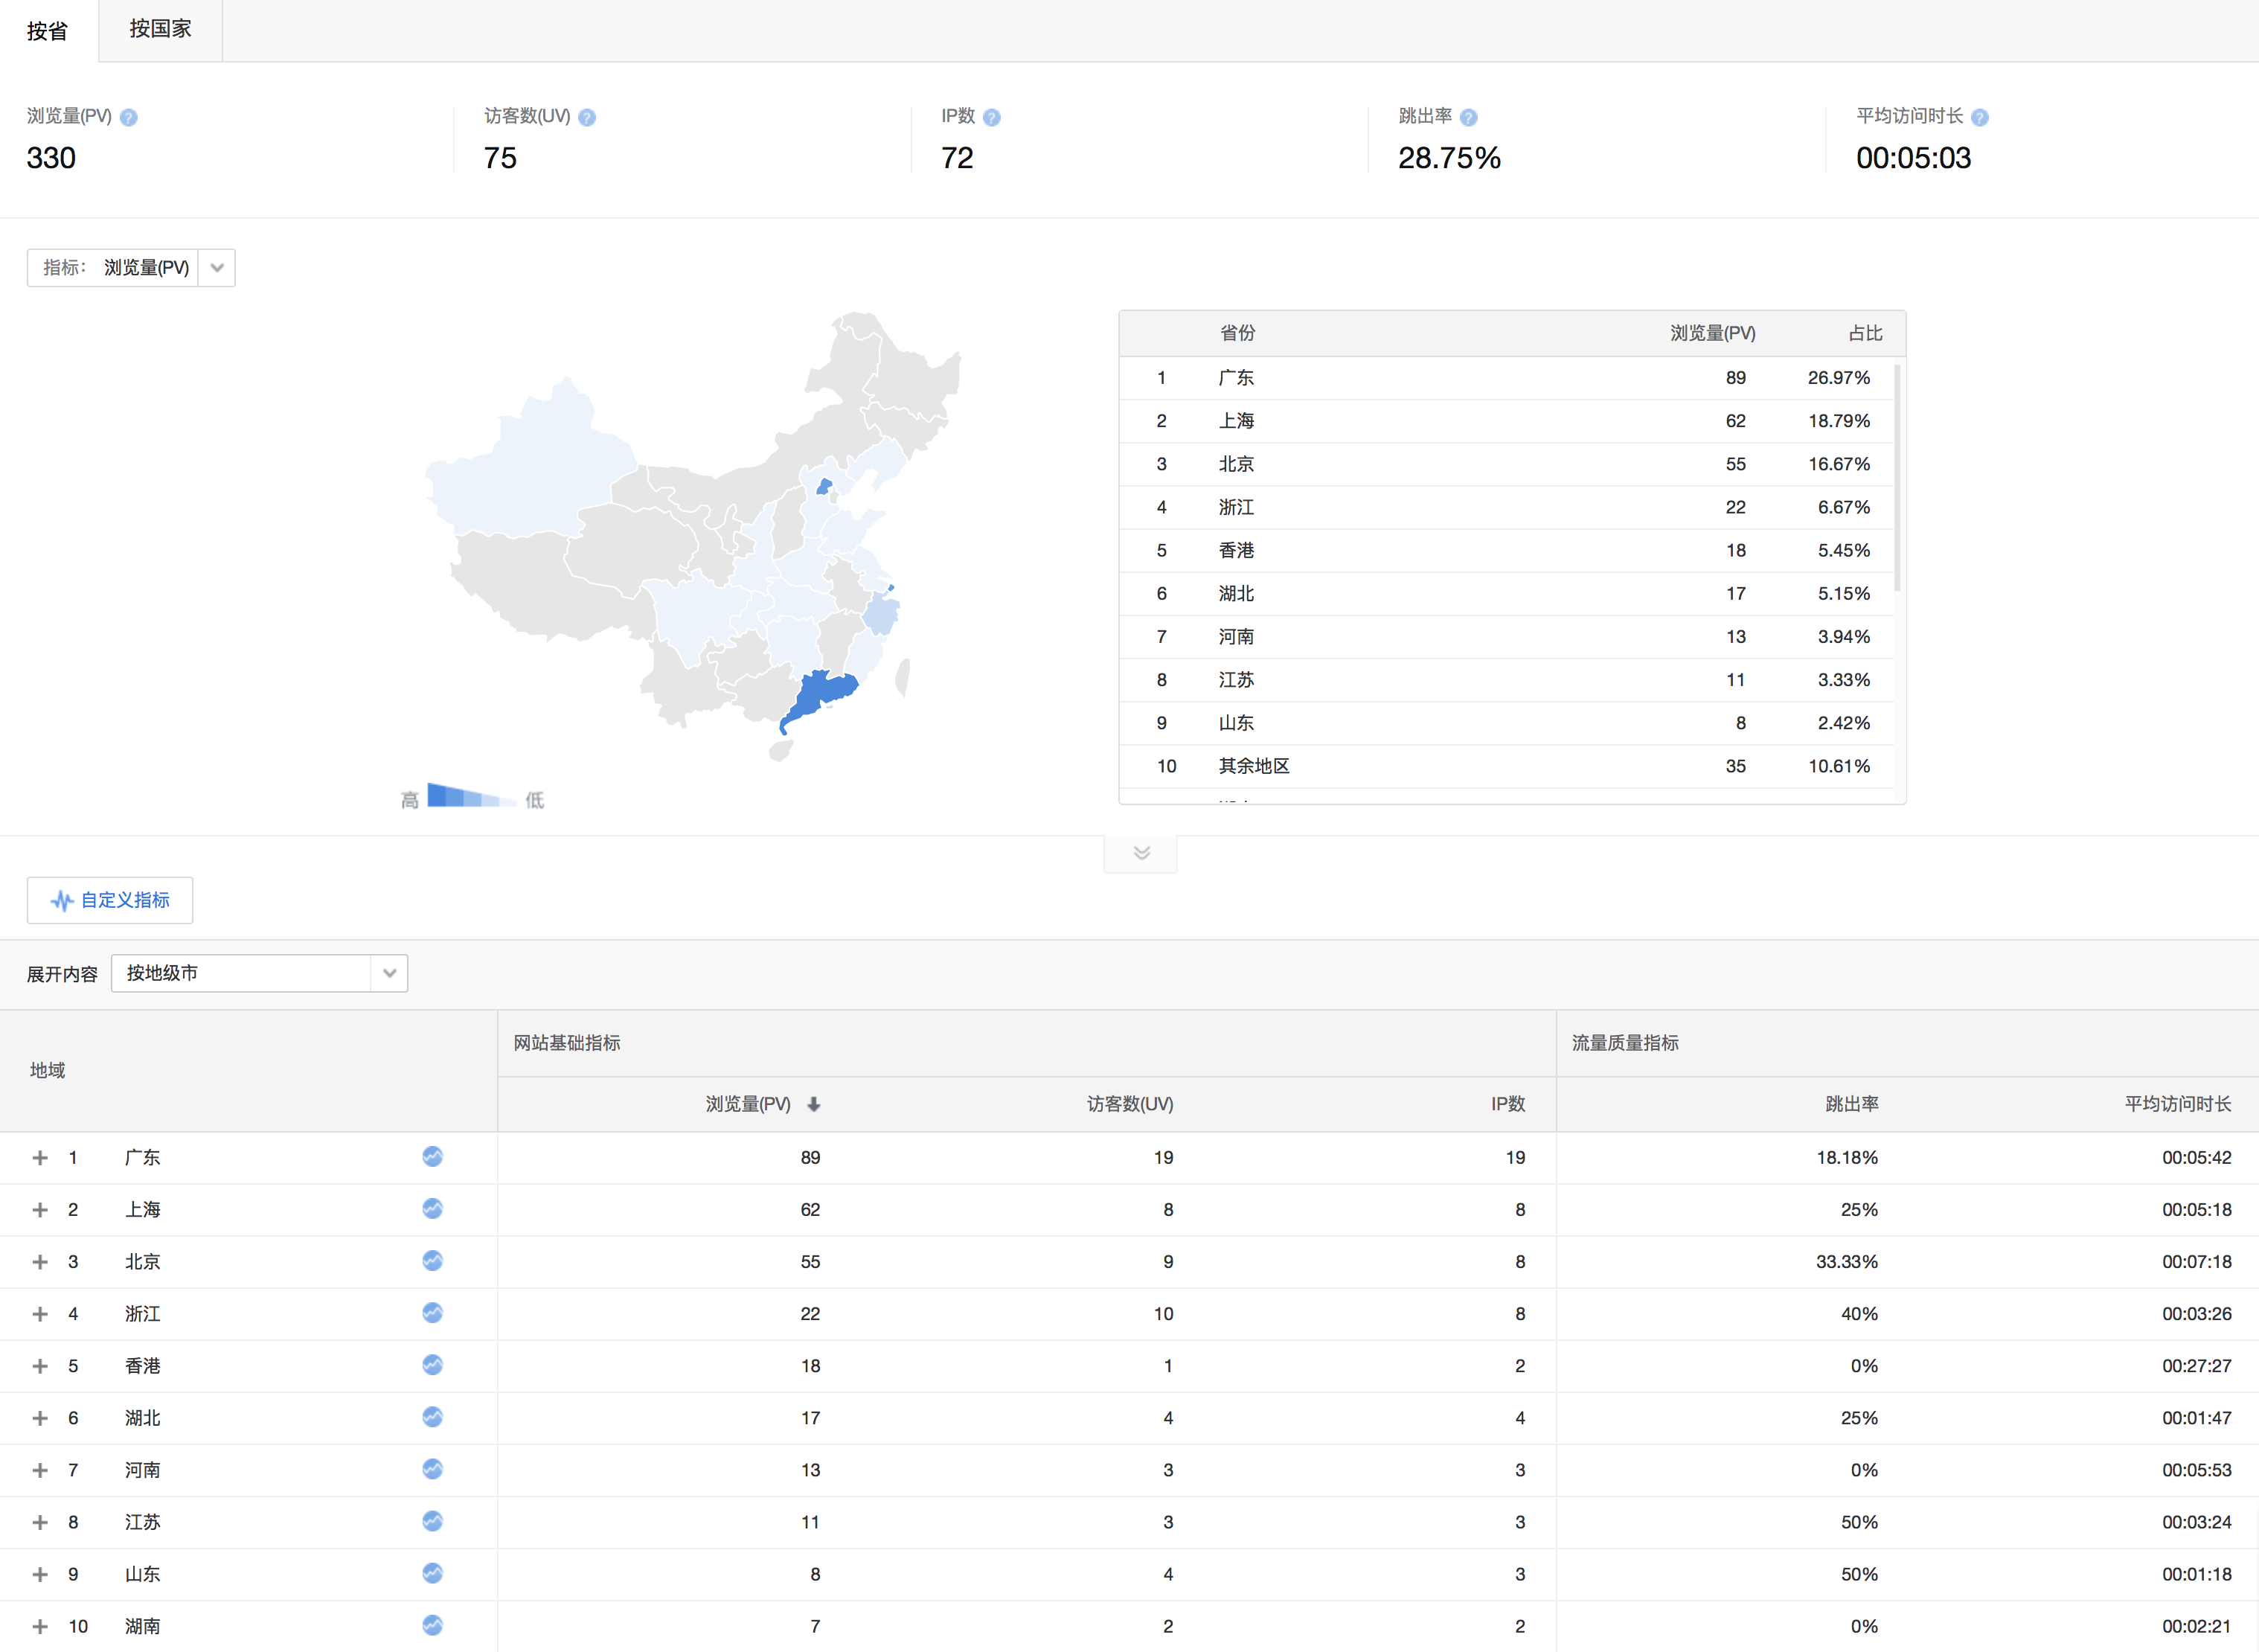 按省 按国家
浏览量(PV) ? 访客数(UV) ? IP数 ? 跳出率 ? 平均访问时长 ?
330 75 72 28.75% 00:05:03
指标： 浏览量(PV)
省份 浏览量(PV) 占比
1 广东 89 26.97%
2 上海 62 18.79%
3 北京 55 16.67%
4 浙江 22 6.67%
5 香港 18 5.45%
6 湖北 17 5.15%
7 河南 13 3.94%
8 江苏 11 3.33%
9 山东 8 2.42%
10 其余地区 35 10.61%
高 低
自定义指标
展开内容 按地级市
地域 网站基础指标 流量质量指标
浏览量(PV) 访客数(UV) IP数 跳出率 平均访问时长
1 广东 89 19 19 18.18% 00:05:42
2 上海 62 8 8 25% 00:05:18
3 北京 55 9 8 33.33% 00:07:18
4 浙江 22 10 8 40% 00:03:26
5 香港 18 1 2 0% 00:27:27
6 湖北 17 4 4 25% 00:01:47
7 河南 13 3 3 0% 00:05:53
8 江苏 11 3 3 50% 00:03:24
9 山东 8 4 3 50% 00:01:18
10 湖南 7 2 2 0% 00:02:21